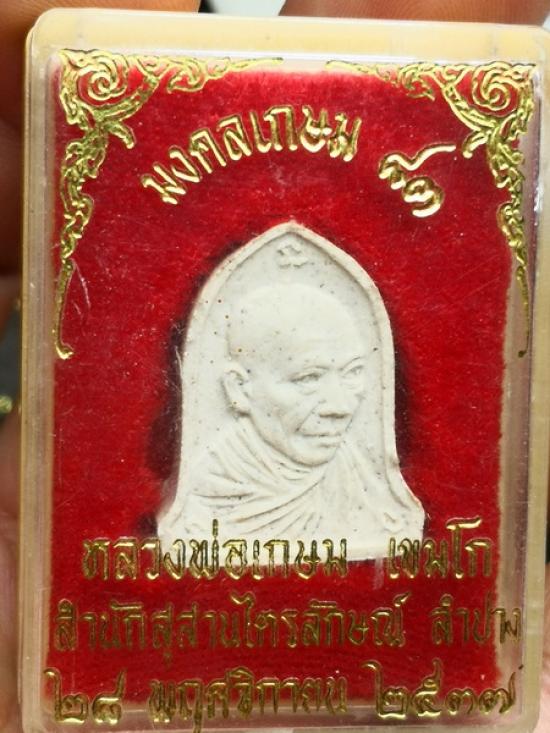 มงคลเกษม ๘๓
หลวงพ่อเกษม เขมโก
สำนักสุสานไตรลักษณ์ ลำปาง
๒๘ พฤศจิกายน ๒๕๓๗